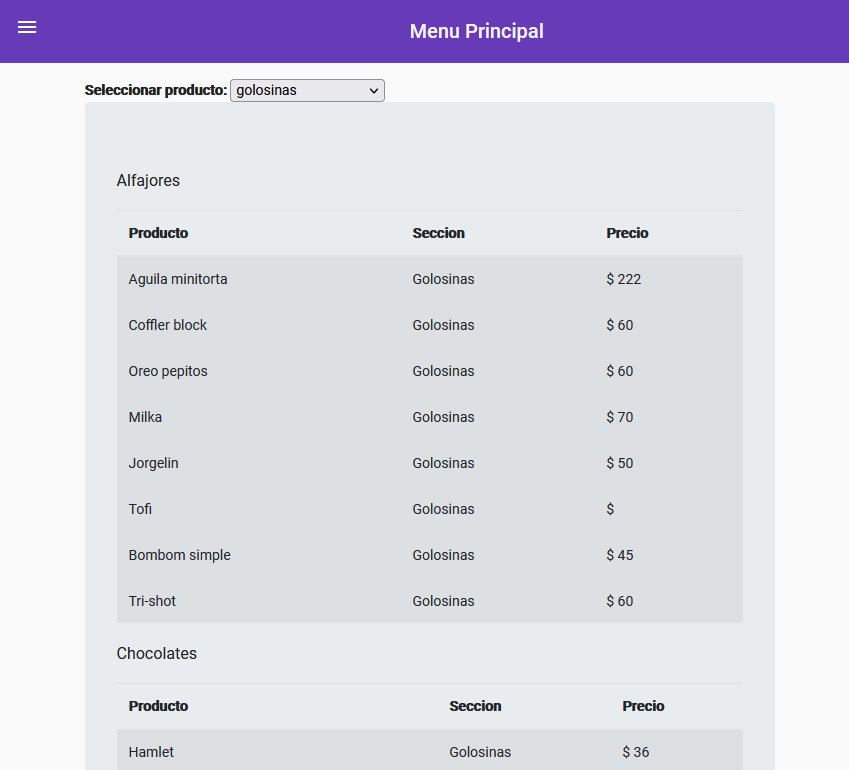 Menu Principal
Seleccionar producto: golosinas
Alfajores
Producto Seccion Precio
Aguila minitorta Golosinas $ 222
Coffler block Golosinas $ 60
Oreo pepitos Golosinas $ 60
Milka Golosinas $ 70
Jorgelin Golosinas $ 50
Tofi Golosinas $
Bombom simple Golosinas $ 45
Tri-shot Golosinas $ 60
Chocolates
Producto Seccion Precio
Hamlet Golosinas $ 36